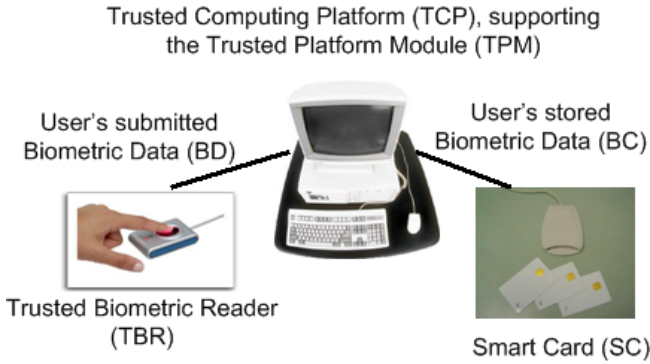 Trusted Computing Platform (TCP), supporting
the Trusted Platform Module (TPM)
User's submitted
Biometric Data (BD)
User's stored
Biometric Data (BC)
Trusted Biometric Reader
(TBR)
Smart Card (SC)